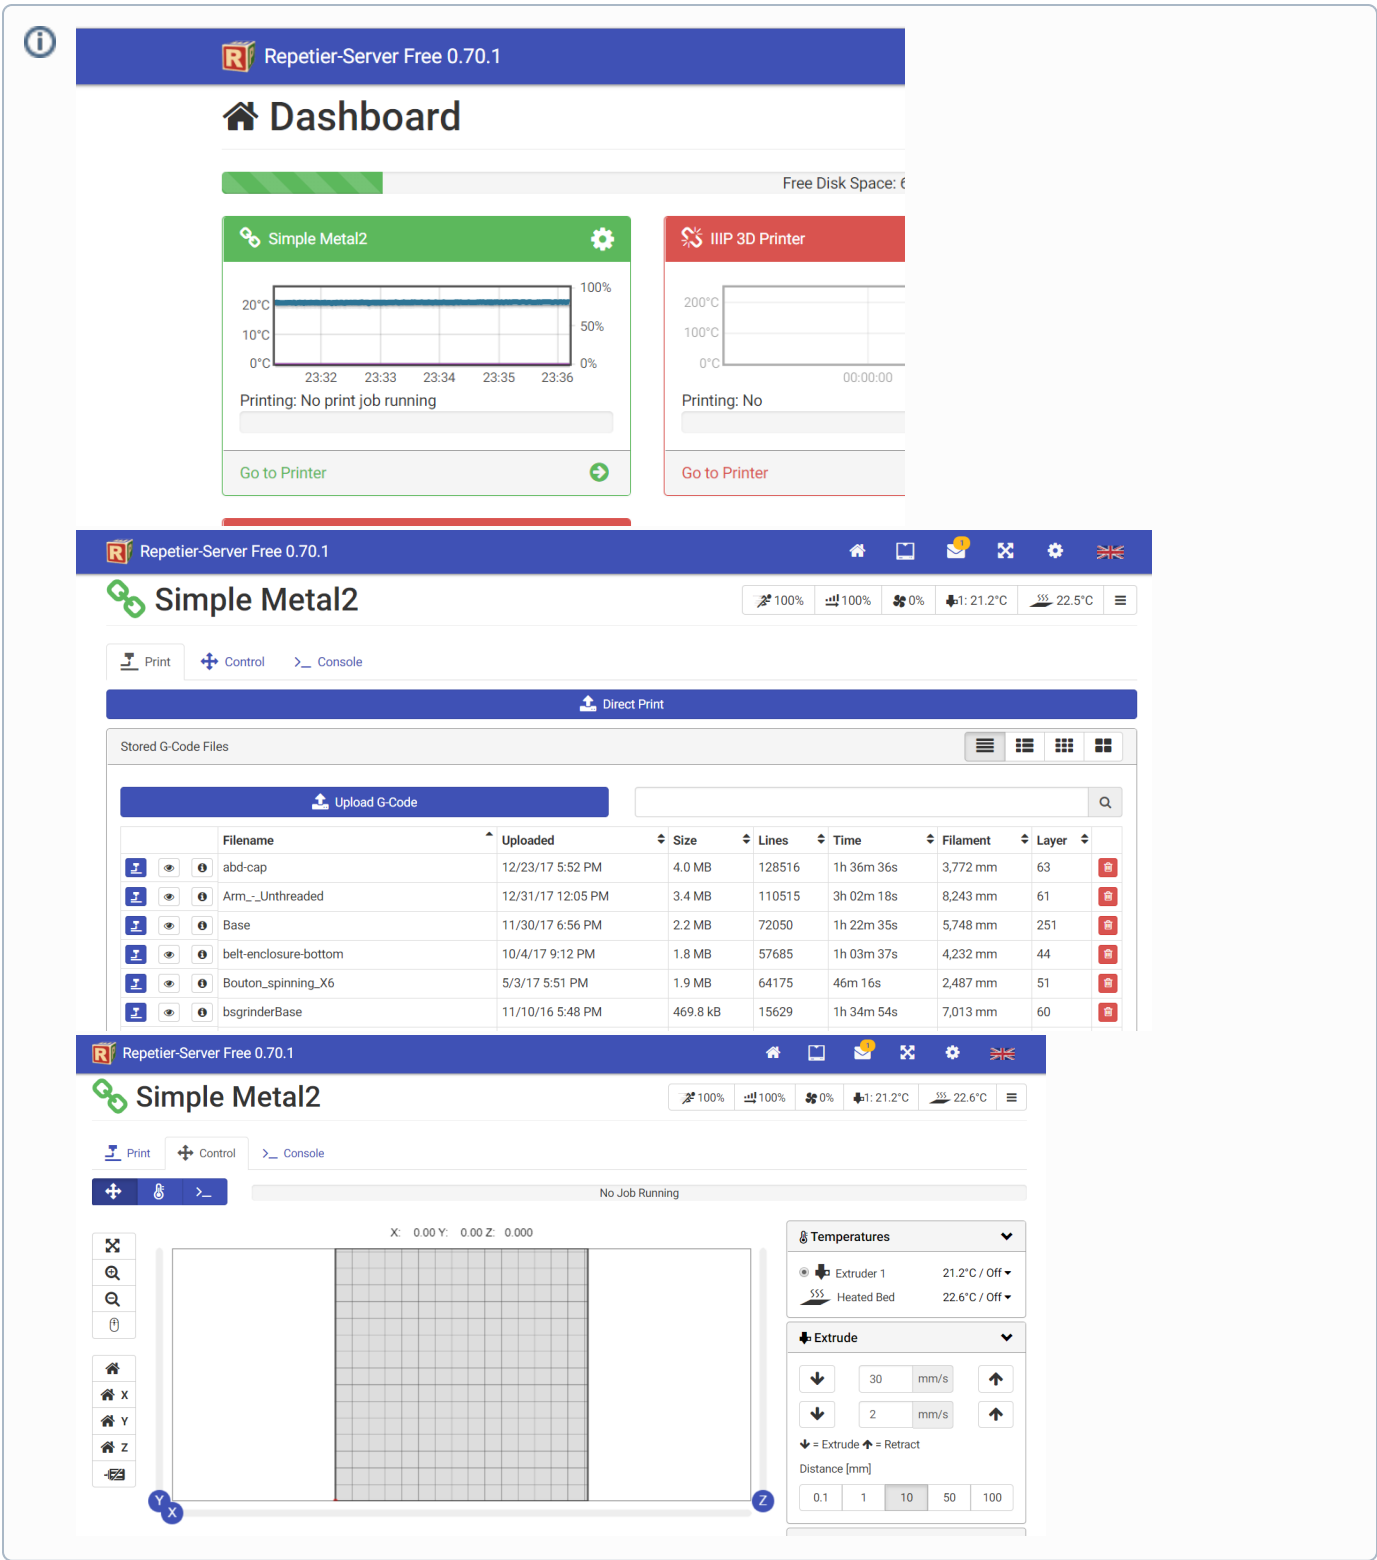 Repetier-Server Free 0.70.1
Dashboard
Free Disk Space: 6
Simple Metal2
IIIP 3D Printer
100%
20°C
50%
10°C
0°C
0%
23:32 23:33 23:34 23:35 23:36
200°C
100°C
0°C
00:00:00
Printing: No print job running
Printing: No
Go to Printer
Go to Printer
Repetier-Server Free 0.70.1
1
Simple Metal2
100% 100% 0% 1: 21.2°C 22.5°C
Print Control >_ Console
Direct Print
Stored G-Code Files
Upload G-Code
Filename Uploaded Size Lines Time Filament Layer
abd-cap 12/23/17 5:52 PM 4.0 MB 128516 1h 36m 36s 3,772 mm 63
Arm_-_Unthreaded 12/31/17 12:05 PM 3.4 MB 110515 3h 02m 18s 8,243 mm 61
Base 11/30/17 6:56 PM 2.2 MB 72050 1h 22m 35s 5,748 mm 251
belt-enclosure-bottom 10/4/17 9:12 PM 1.8 MB 57685 1h 03m 37s 4,232 mm 44
Bouton_spinning_X6 5/3/17 5:51 PM 1.9 MB 64175 46m 16s 2,487 mm 51
bsgrinderBase 11/10/16 5:48 PM 469.8 kB 15629 1h 34m 54s 7,013 mm 60
Repetier-Server Free 0.70.1
1
Simple Metal2
100% 100% 0% 1: 21.2°C 22.6°C
Print Control >_ Console
No Job Running
X: 0.00 Y: 0.00 Z: 0.000
X
Y
Z
Y
X
Z
Temperatures
Extruder 1 21.2°C / Off
Heated Bed 22.6°C / Off
Extrude
30 mm/s
2 mm/s
= Extrude = Retract
Distance [mm]
0.1 1 10 50 100